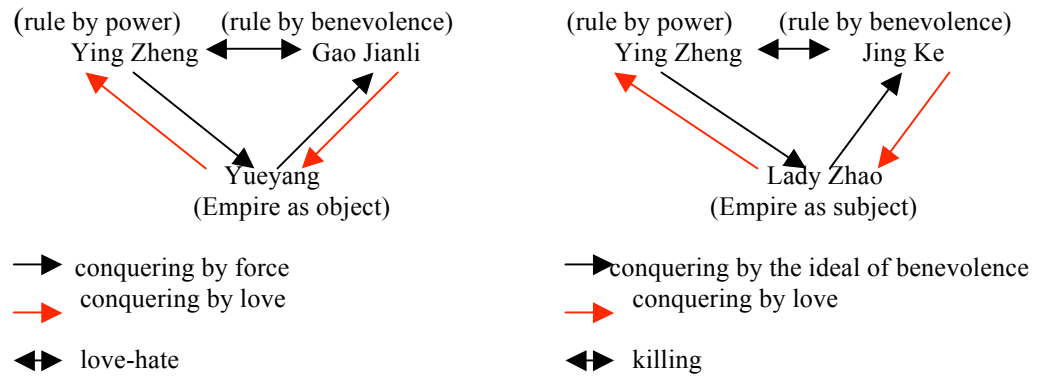 (rule by power) (rule by benevolence)
Ying Zheng Gao Jianli
Yueyang
(Empire as object)
conquering by force
conquering by love
love-hate
(rule by power) (rule by benevolence)
Ying Zheng Jing Ke
Lady Zhao
(Empire as subject)
conquering by the ideal of benevolence
conquering by love
killing